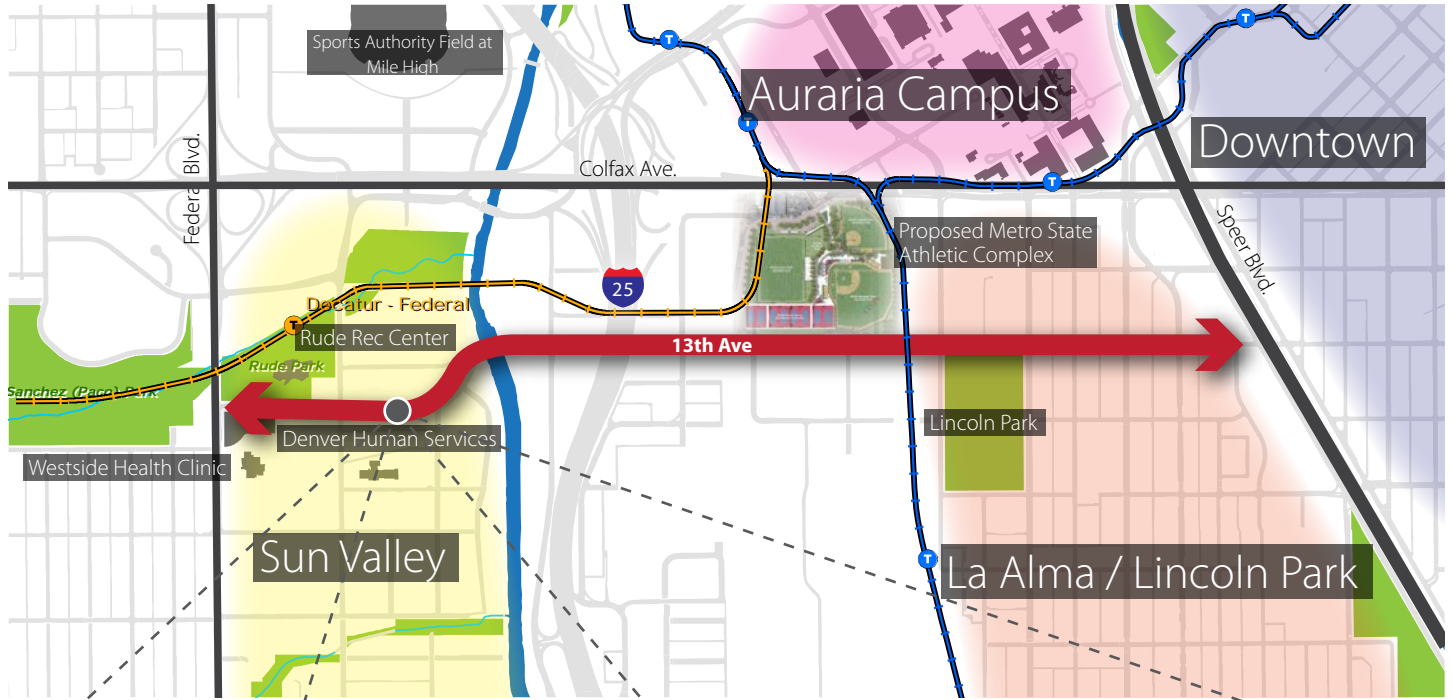 Sports Authority Field at
Mile High
Auraria Campus
Downtown
Federal Blvd.
Colfax Ave.
Speer Blvd.
Proposed Metro State
Athletic Complex
25
Decatur - Federal
Rude Rec Center
13th Ave
Rude Park
Sanchez (Paco) Park
Lincoln Park
Denver Human Services
Westside Health Clinic
Sun Valley
La Alma / Lincoln Park
T
T
T
T
T
T